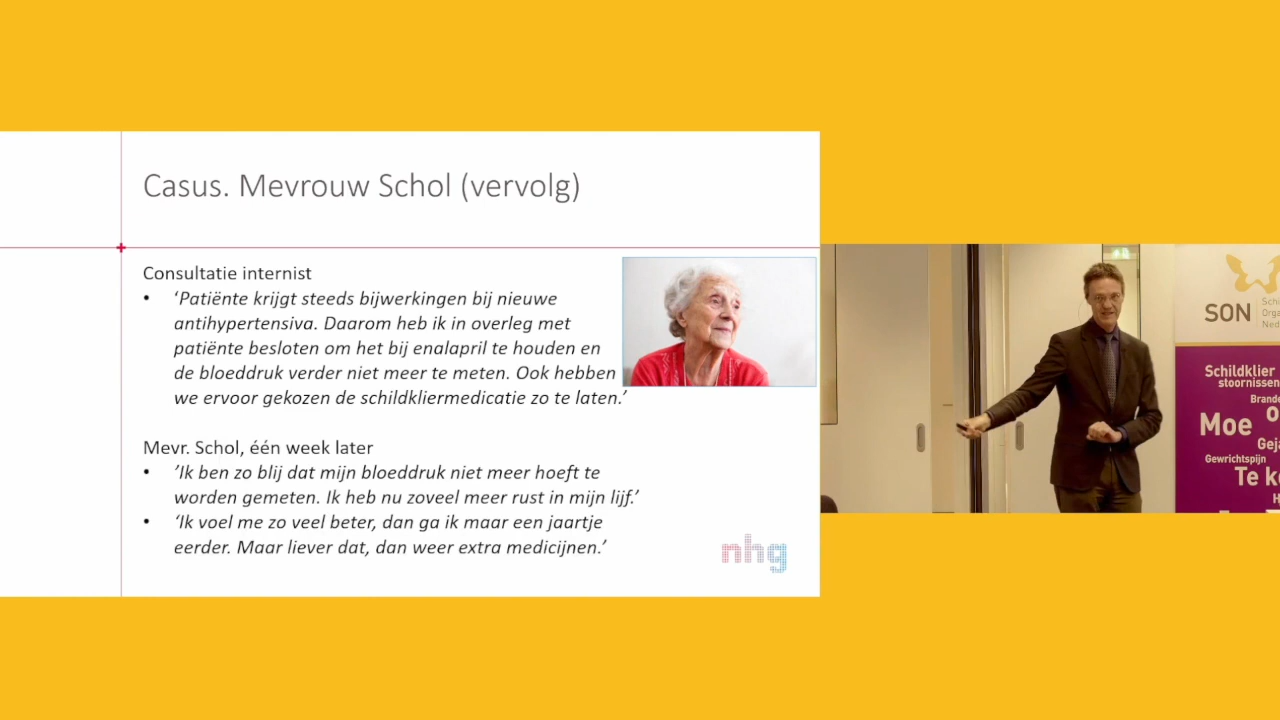 Casus. Mevrouw Schol (vervolg)
Consultatie internist
• ‘Patiënte krijgt steeds bijwerkingen bij nieuwe
antihypertensiva. Daarom heb ik in overleg met
patiënte besloten om het bij enalapril te houden en
de bloeddruk verder niet meer te meten. Ook hebben
we ervoor gekozen de schildkliermedicatie zo te laten.’
Mevr. Schol, één week later
• ’Ik ben zo blij dat mijn bloeddruk niet meer hoeft te
worden gemeten. Ik heb nu zoveel meer rust in mijn lijf.’
• ‘Ik voel me zo veel beter, dan ga ik maar een jaartje
eerder. Maar liever dat, dan weer extra medicijnen.’
nhg
SON
Schi
Orga
Ned
Schildklier
stoornissen
Brande
Moe
o
Geja
Gewrichtspijn
Te k
H